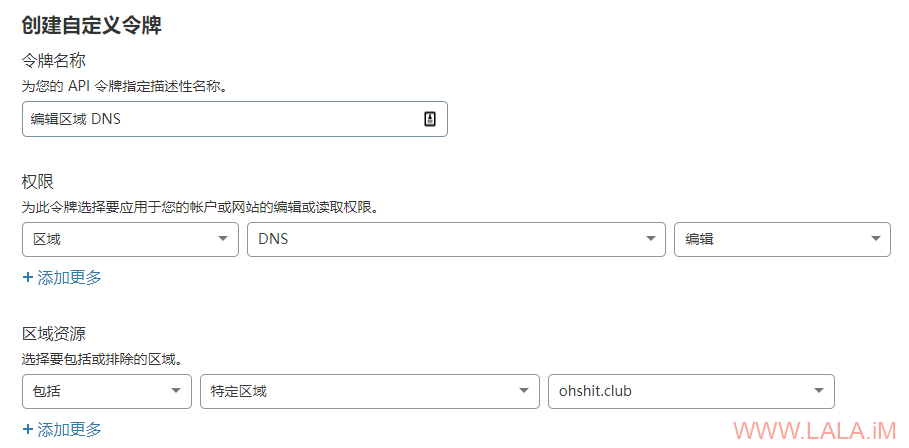 创建自定义令牌
令牌名称
为您的 API 令牌指定描述性名称。
编辑区域 DNS
权限
为此令牌选择要应用于您的帐户或网站的编辑或读取权限。
区域 DNS 编辑
+ 添加更多
区域资源
选择要包括或排除的区域。
包括 特定区域 ohshit.club
+ 添加更多
WWW.LALA.iM